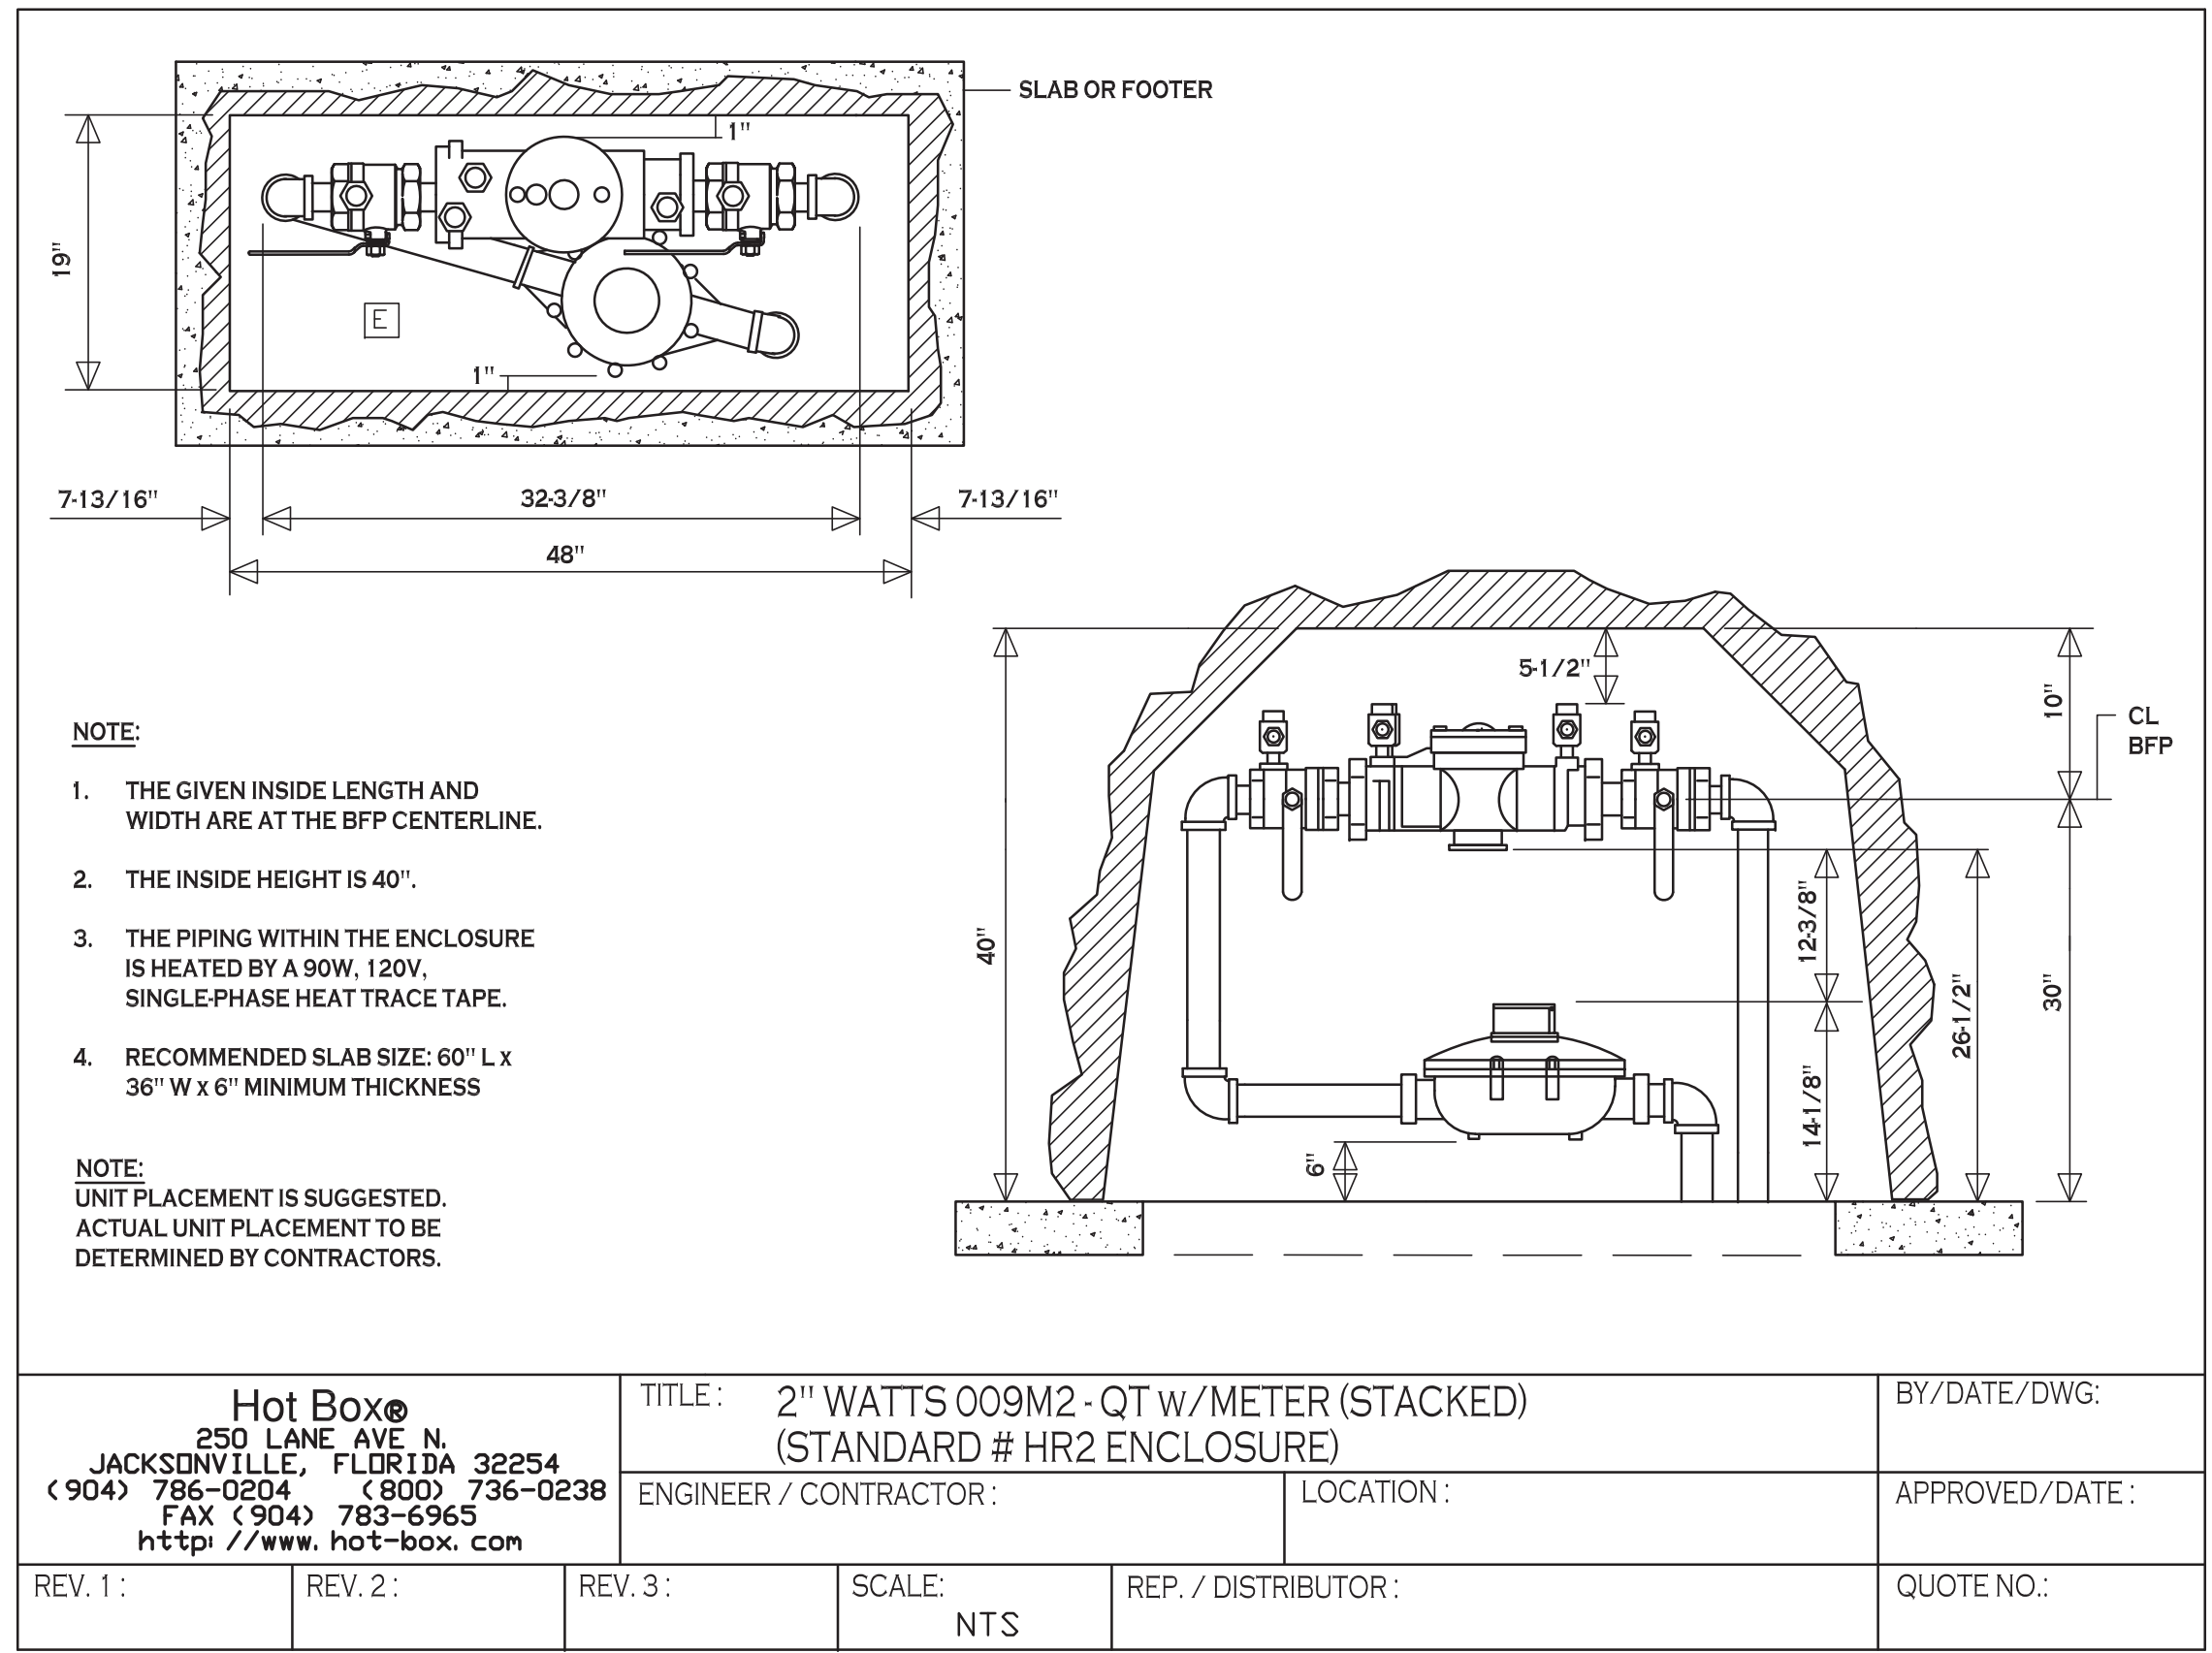 SLAB OR FOOTER
1"
19"
E
1"
7-13/16"
32-3/8"
7-13/16"
48"
5-1/2"
10"
CL
BFP
40"
12-3/8"
26-1/2"
30"
14-1/8"
6"
NOTE:
1. THE GIVEN INSIDE LENGTH AND
WIDTH ARE AT THE BFP CENTERLINE.
2. THE INSIDE HEIGHT IS 40".
3. THE PIPING WITHIN THE ENCLOSURE
IS HEATED BY A 90W, 120V,
SINGLE-PHASE HEAT TRACE TAPE.
4. RECOMMENDED SLAB SIZE: 60" L x
36" W x 6" MINIMUM THICKNESS
NOTE:
UNIT PLACEMENT IS SUGGESTED.
ACTUAL UNIT PLACEMENT TO BE
DETERMINED BY CONTRACTORS.
Hot Box®
250 LANE AVE N.
JACKSONVILLE, FLORIDA 32254
(904) 786-0204 (800) 736-0238
FAX (904) 783-6965
http://www.hot-box.com
TITLE : 2" WATTS 009M2 - QT w/METER (STACKED)
(STANDARD # HR2 ENCLOSURE)
BY/DATE/DWG:
ENGINEER / CONTRACTOR :
LOCATION :
APPROVED/DATE :
REV. 1 :
REV. 2 :
REV. 3 :
SCALE:
NTS
REP. / DISTRIBUTOR :
QUOTE NO.: